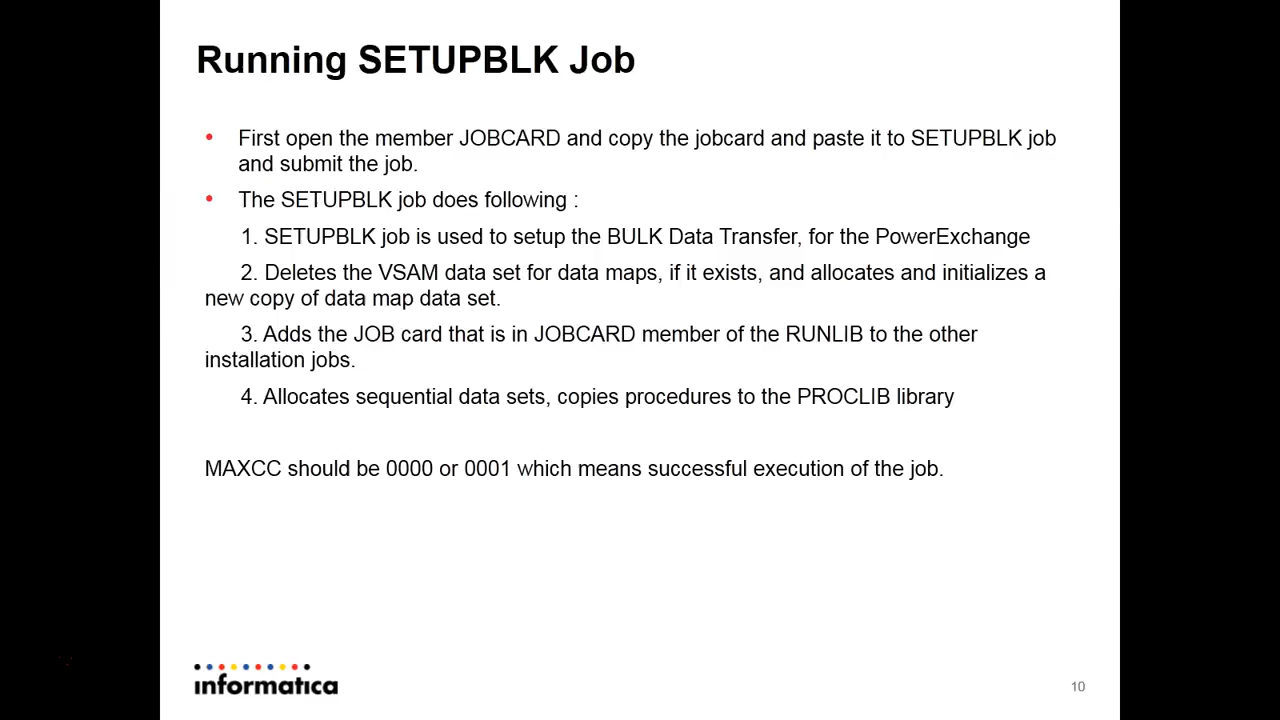 Running SETUPBLK Job
• First open the member JOBCARD and copy the jobcard and paste it to SETUPBLK job
and submit the job.
• The SETUPBLK job does following :
1. SETUPBLK job is used to setup the BULK Data Transfer, for the PowerExchange
2. Deletes the VSAM data set for data maps, if it exists, and allocates and initializes a
new copy of data map data set.
3. Adds the JOB card that is in JOBCARD member of the RUNLIB to the other
installation jobs.
4. Allocates sequential data sets, copies procedures to the PROCLIB library
MAXCC should be 0000 or 0001 which means successful execution of the job.
informatica
10